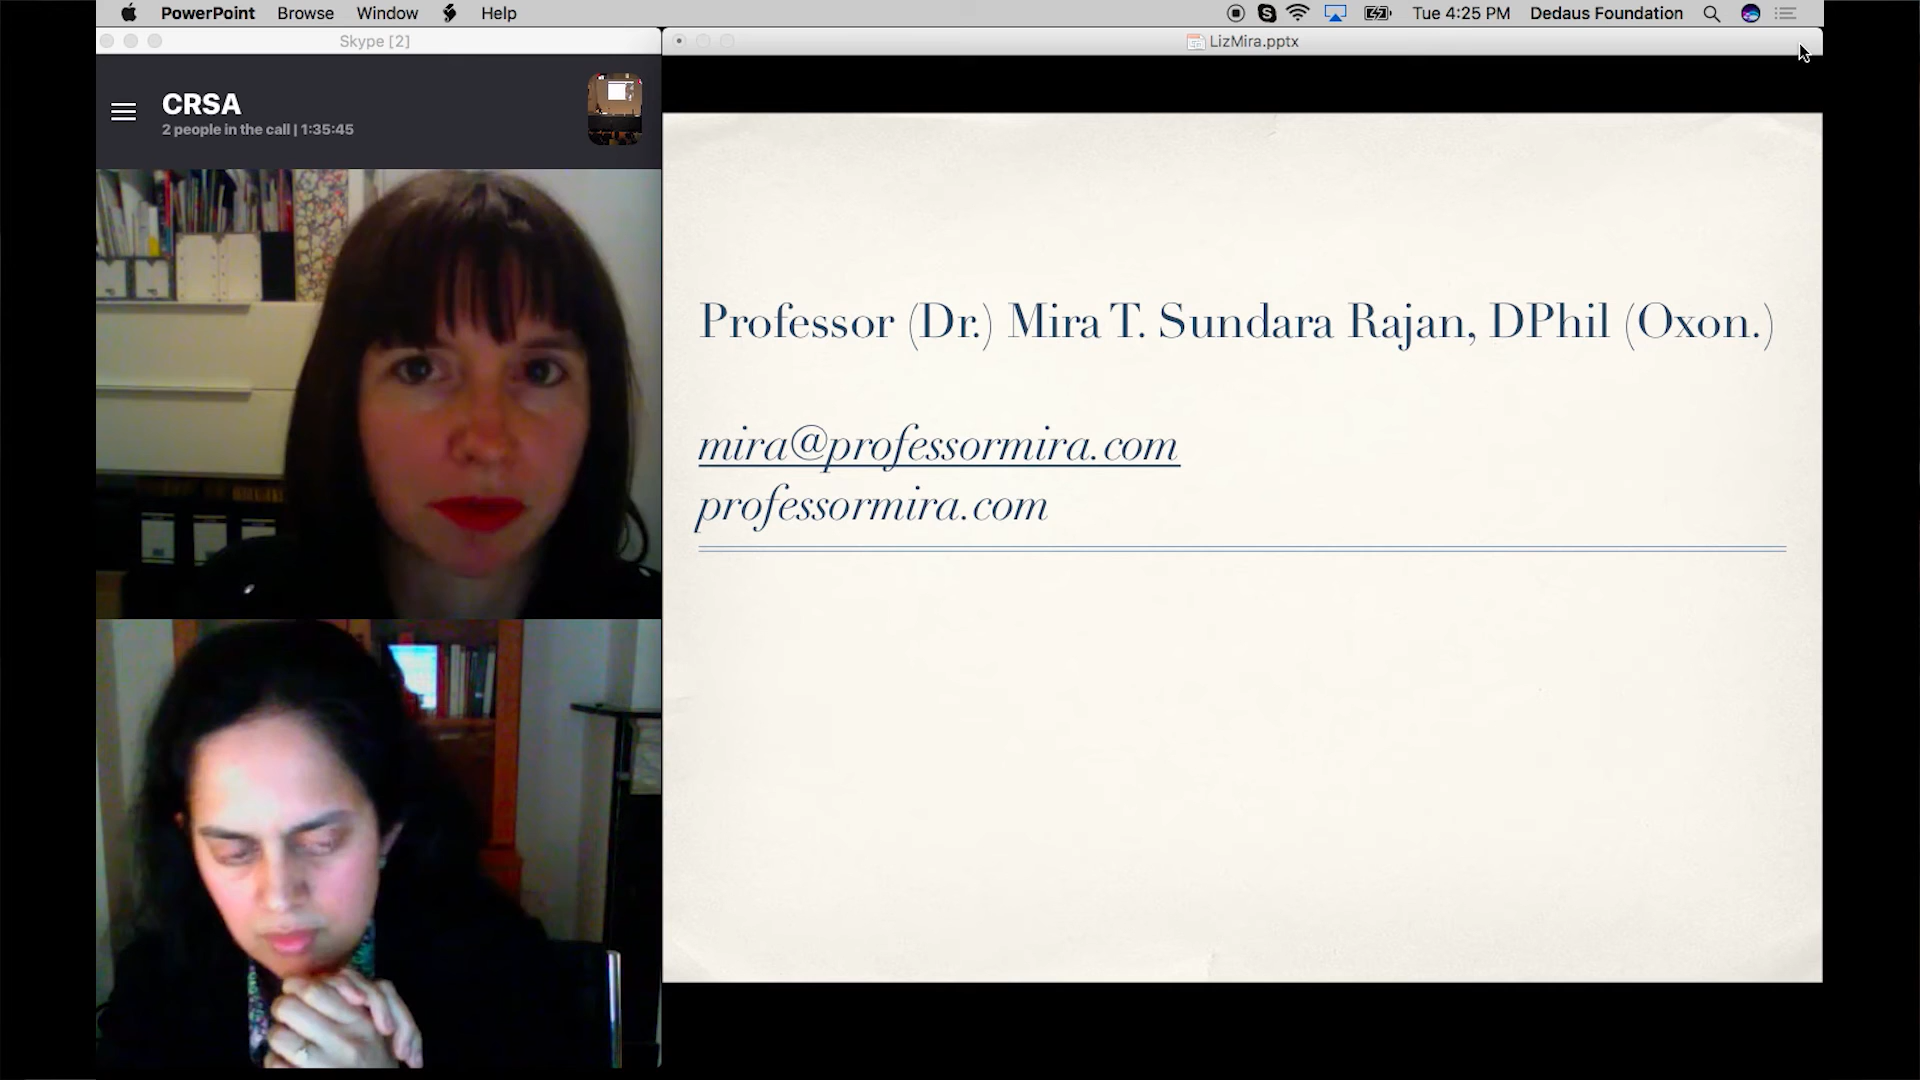 PowerPoint Browse Window Help Tue 4:25 PM Dedaus Foundation
Skype [2]
LizMira.pptx
CRSA
2 people in the call | 1:35:45
Professor (Dr.) Mira T. Sundara Rajan, DPhil (Oxon.)
mira@professormira.com
professormira.com